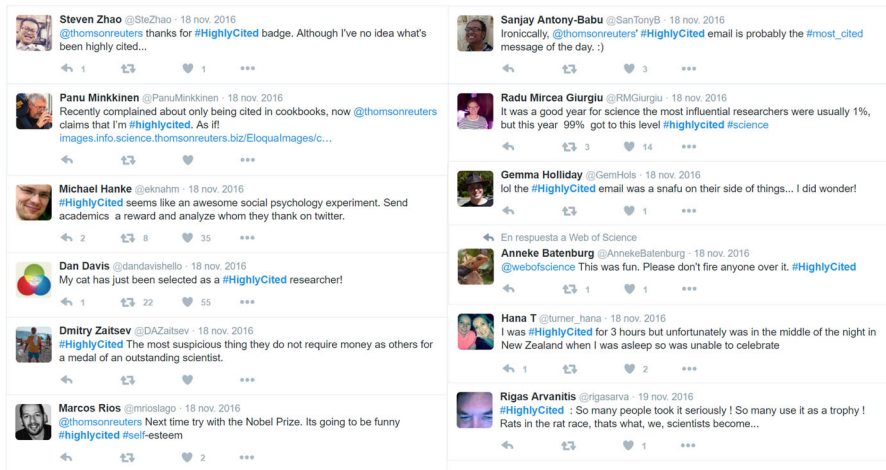 Steven Zhao @SteZhao · 18 nov. 2016
@thomsonreuters thanks for #HighlyCited badge. Although I've no idea what's
been highly cited...
1 1
Panu Minkkinen @PanuMinkkinen · 18 nov. 2016
Recently complained about only being cited in cookbooks, now @thomsonreuters
claims that I'm #highlycited. As if!
images.info.science.thomsonreuters.biz/EloquaImages/c…
Michael Hanke @eknahm · 18 nov. 2016
#HighlyCited seems like an awesome social psychology experiment. Send
academics a reward and analyze whom they thank on twitter.
2 8 35
Dan Davis @dandavishello · 18 nov. 2016
My cat has just been selected as a #HighlyCited researcher!
1 22 55
Dmitry Zaitsev @DAZaitsev · 18 nov. 2016
#HighlyCited The most suspicious thing they do not require money as others for
a medal of an outstanding scientist.
Marcos Rios @mrioslago · 18 nov. 2016
@thomsonreuters Next time try with the Nobel Prize. Its going to be funny
#highlycited #self-esteem
2
Sanjay Antony-Babu @SanTonyB · 18 nov. 2016
Ironiccally, @thomsonreuters' #HighlyCited email is probably the #most_cited
message of the day. :)
3
Radu Mircea Giurgiu @RMGiurgiu · 18 nov. 2016
It was a good year for science the most influential researchers were usually 1%,
but this year 99% got to this level #highlycited #science
3 14
Gemma Holliday @GemHols · 18 nov. 2016
lol the #HighlyCited email was a snafu on their side of things... I did wonder!
1
En respuesta a Web of Science
Anneke Batenburg @AnnekeBatenburg · 18 nov. 2016
@webofscience This was fun. Please don't fire anyone over it. #HighlyCited
1 1
Hana T @turner_hana · 18 nov. 2016
I was #HighlyCited for 3 hours but unfortunately was in the middle of the night in
New Zealand when I was asleep so was unable to celebrate
1 2
Rigas Arvanitis @rigasarva · 19 nov. 2016
#HighlyCited : So many people took it seriously ! So many use it as a trophy !
Rats in the rat race, thats what, we, scientists become...
1